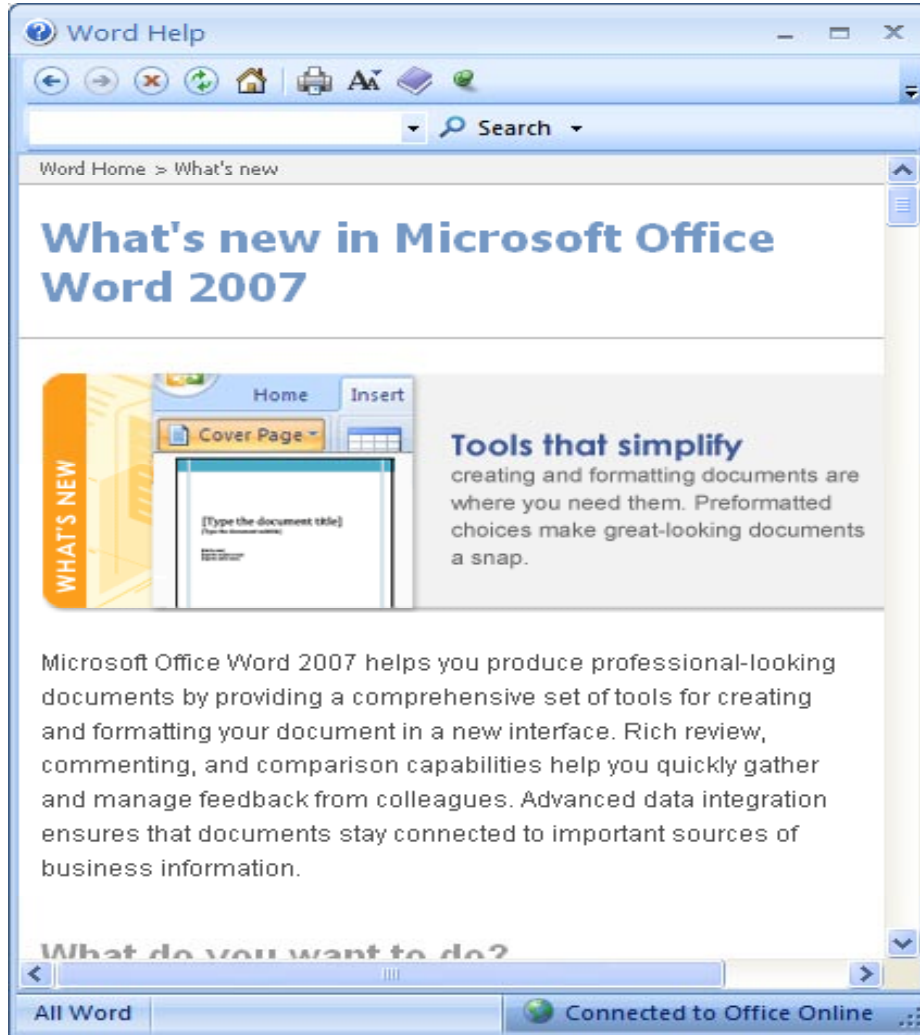 Word Help
Search
Word Home > What's new
What's new in Microsoft Office
Word 2007
WHAT'S NEW
Home Insert
Cover Page
[Type the document title]
Tools that simplify
creating and formatting documents are
where you need them. Preformatted
choices make great-looking documents
a snap.
Microsoft Office Word 2007 helps you produce professional-looking
documents by providing a comprehensive set of tools for creating
and formatting your document in a new interface. Rich review,
commenting, and comparison capabilities help you quickly gather
and manage feedback from colleagues. Advanced data integration
ensures that documents stay connected to important sources of
business information.
What do you want to do?
All Word
Connected to Office Online